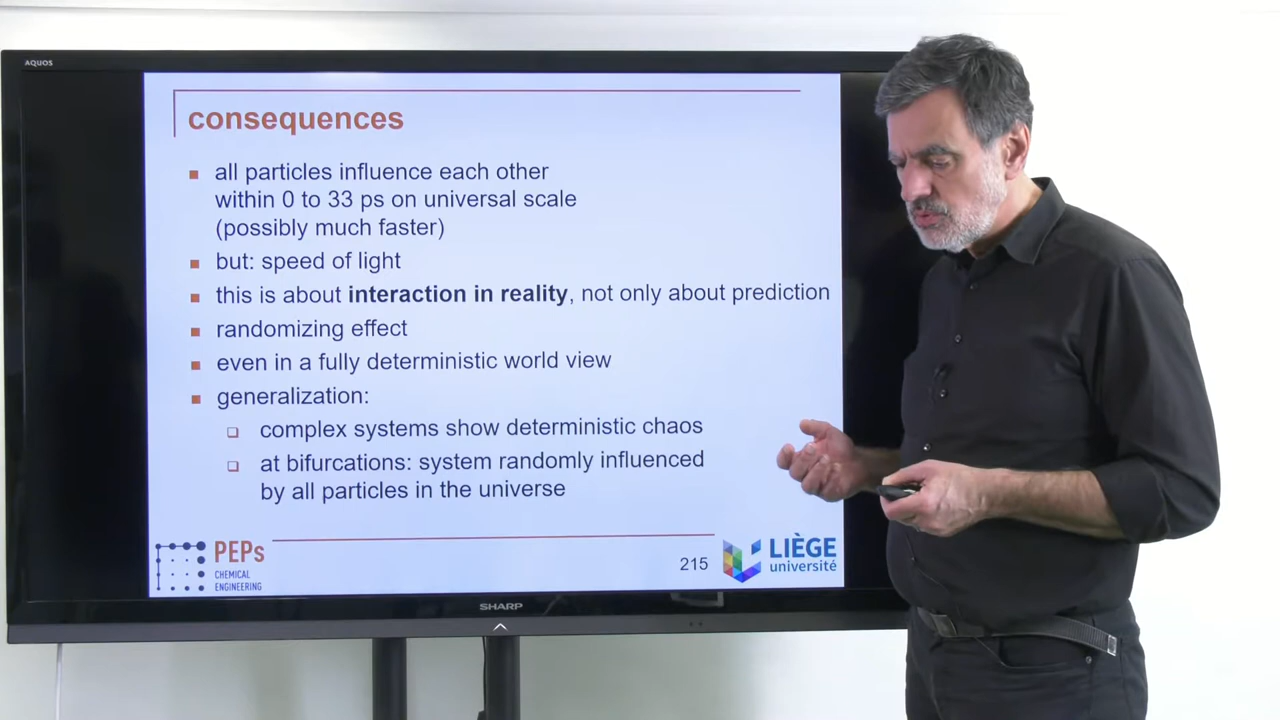 AQUOS
consequences
all particles influence each other
within 0 to 33 ps on universal scale
(possibly much faster)
but: speed of light
this is about interaction in reality, not only about prediction
randomizing effect
even in a fully deterministic world view
generalization:
complex systems show deterministic chaos
at bifurcations: system randomly influenced
by all particles in the universe
PEPs
CHEMICAL
ENGINEERING
215
LIÈGE
université
SHARP